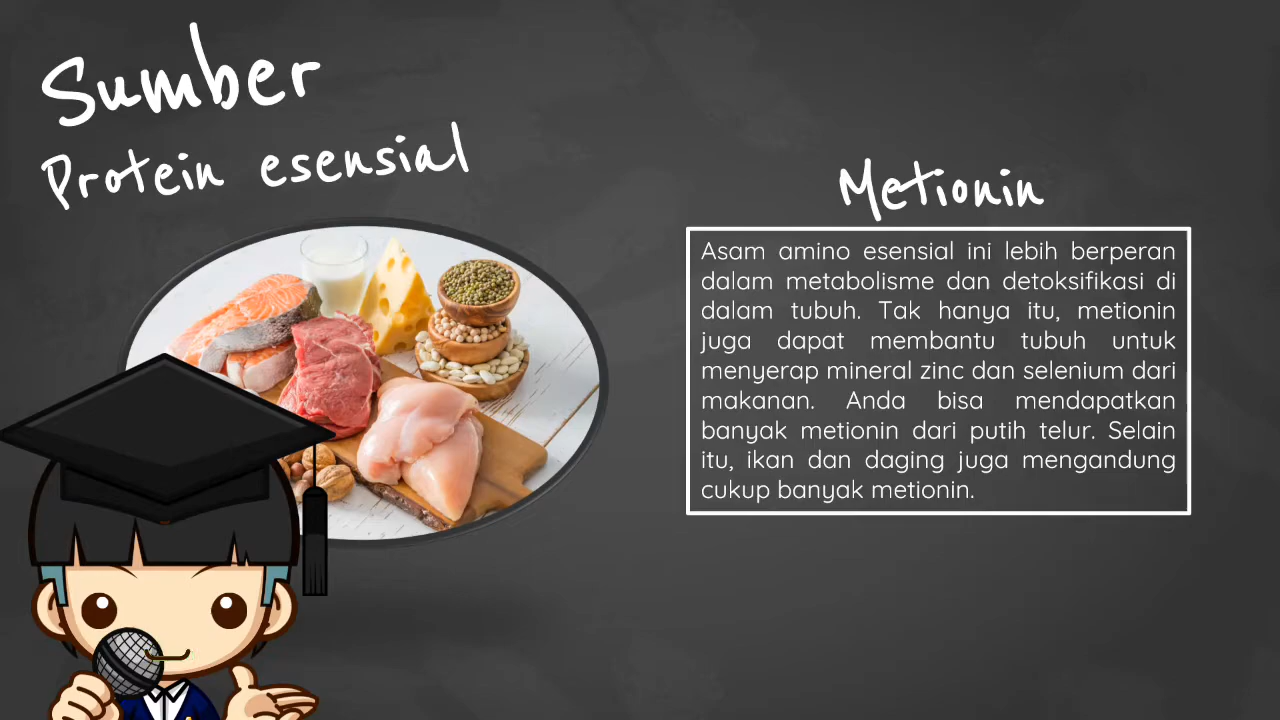 Sumber
Protein esensial
Metionin
Asam amino esensial ini lebih berperan
dalam metabolisme dan detoksifikasi di
dalam tubuh. Tak hanya itu, metionin
juga dapat membantu tubuh untuk
menyerap mineral zinc dan selenium dari
makanan. Anda bisa mendapatkan
banyak metionin dari putih telur. Selain
itu, ikan dan daging juga mengandung
cukup banyak metionin.